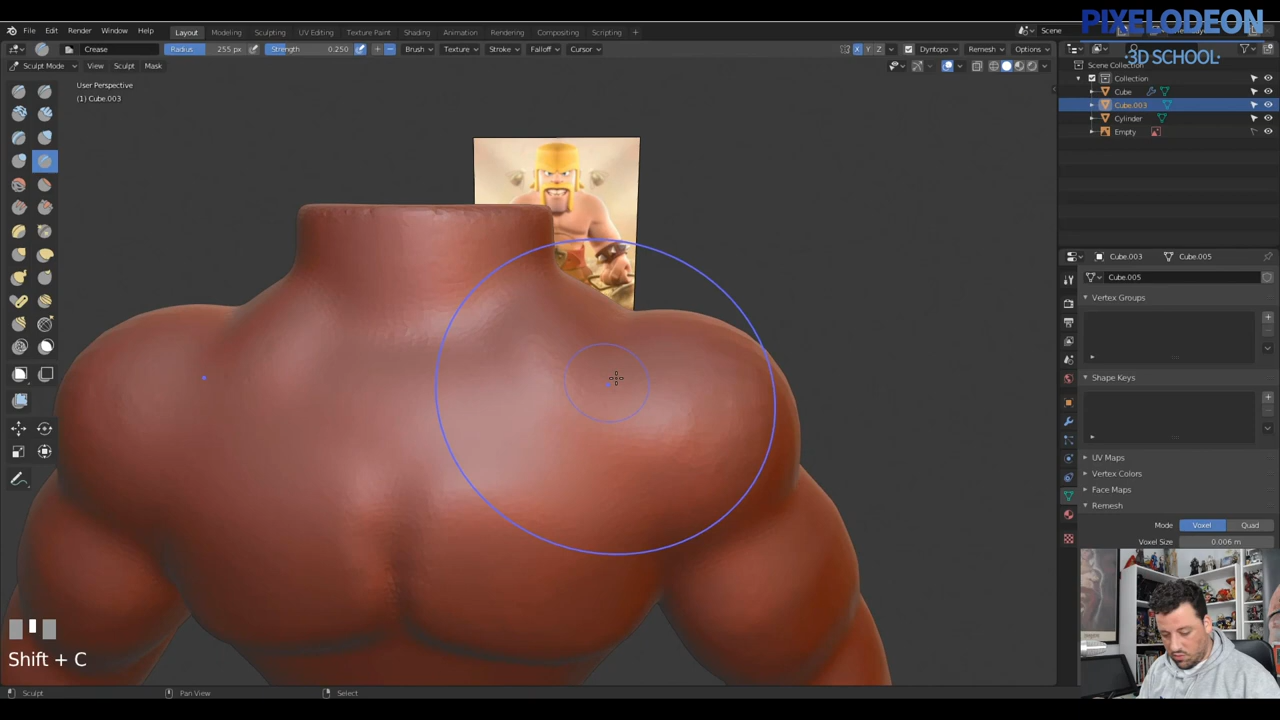 PIXELODEON
·3D SCHOOL·
File Edit Render Window Help
Layout Modeling Sculpting UV Editing Texture Paint Shading Animation Rendering Compositing Scripting +
Scene
Crease Radius 255 px Strength 0.250 Brush Texture Stroke Falloff Cursor X Y Z Dyntopo Remesh Options
Sculpt Mode View Sculpt Mask
Scene Collection
Collection
Cube
Cube.003
Cylinder
Empty
User Perspective
(1) Cube.003
Cube.003 Cube.005
Cube.005
Vertex Groups
Shape Keys
UV Maps
Vertex Colors
Face Maps
Remesh
Mode Voxel Quad
Voxel Size 0.006 m
Shift + C
Sculpt Pan View Select